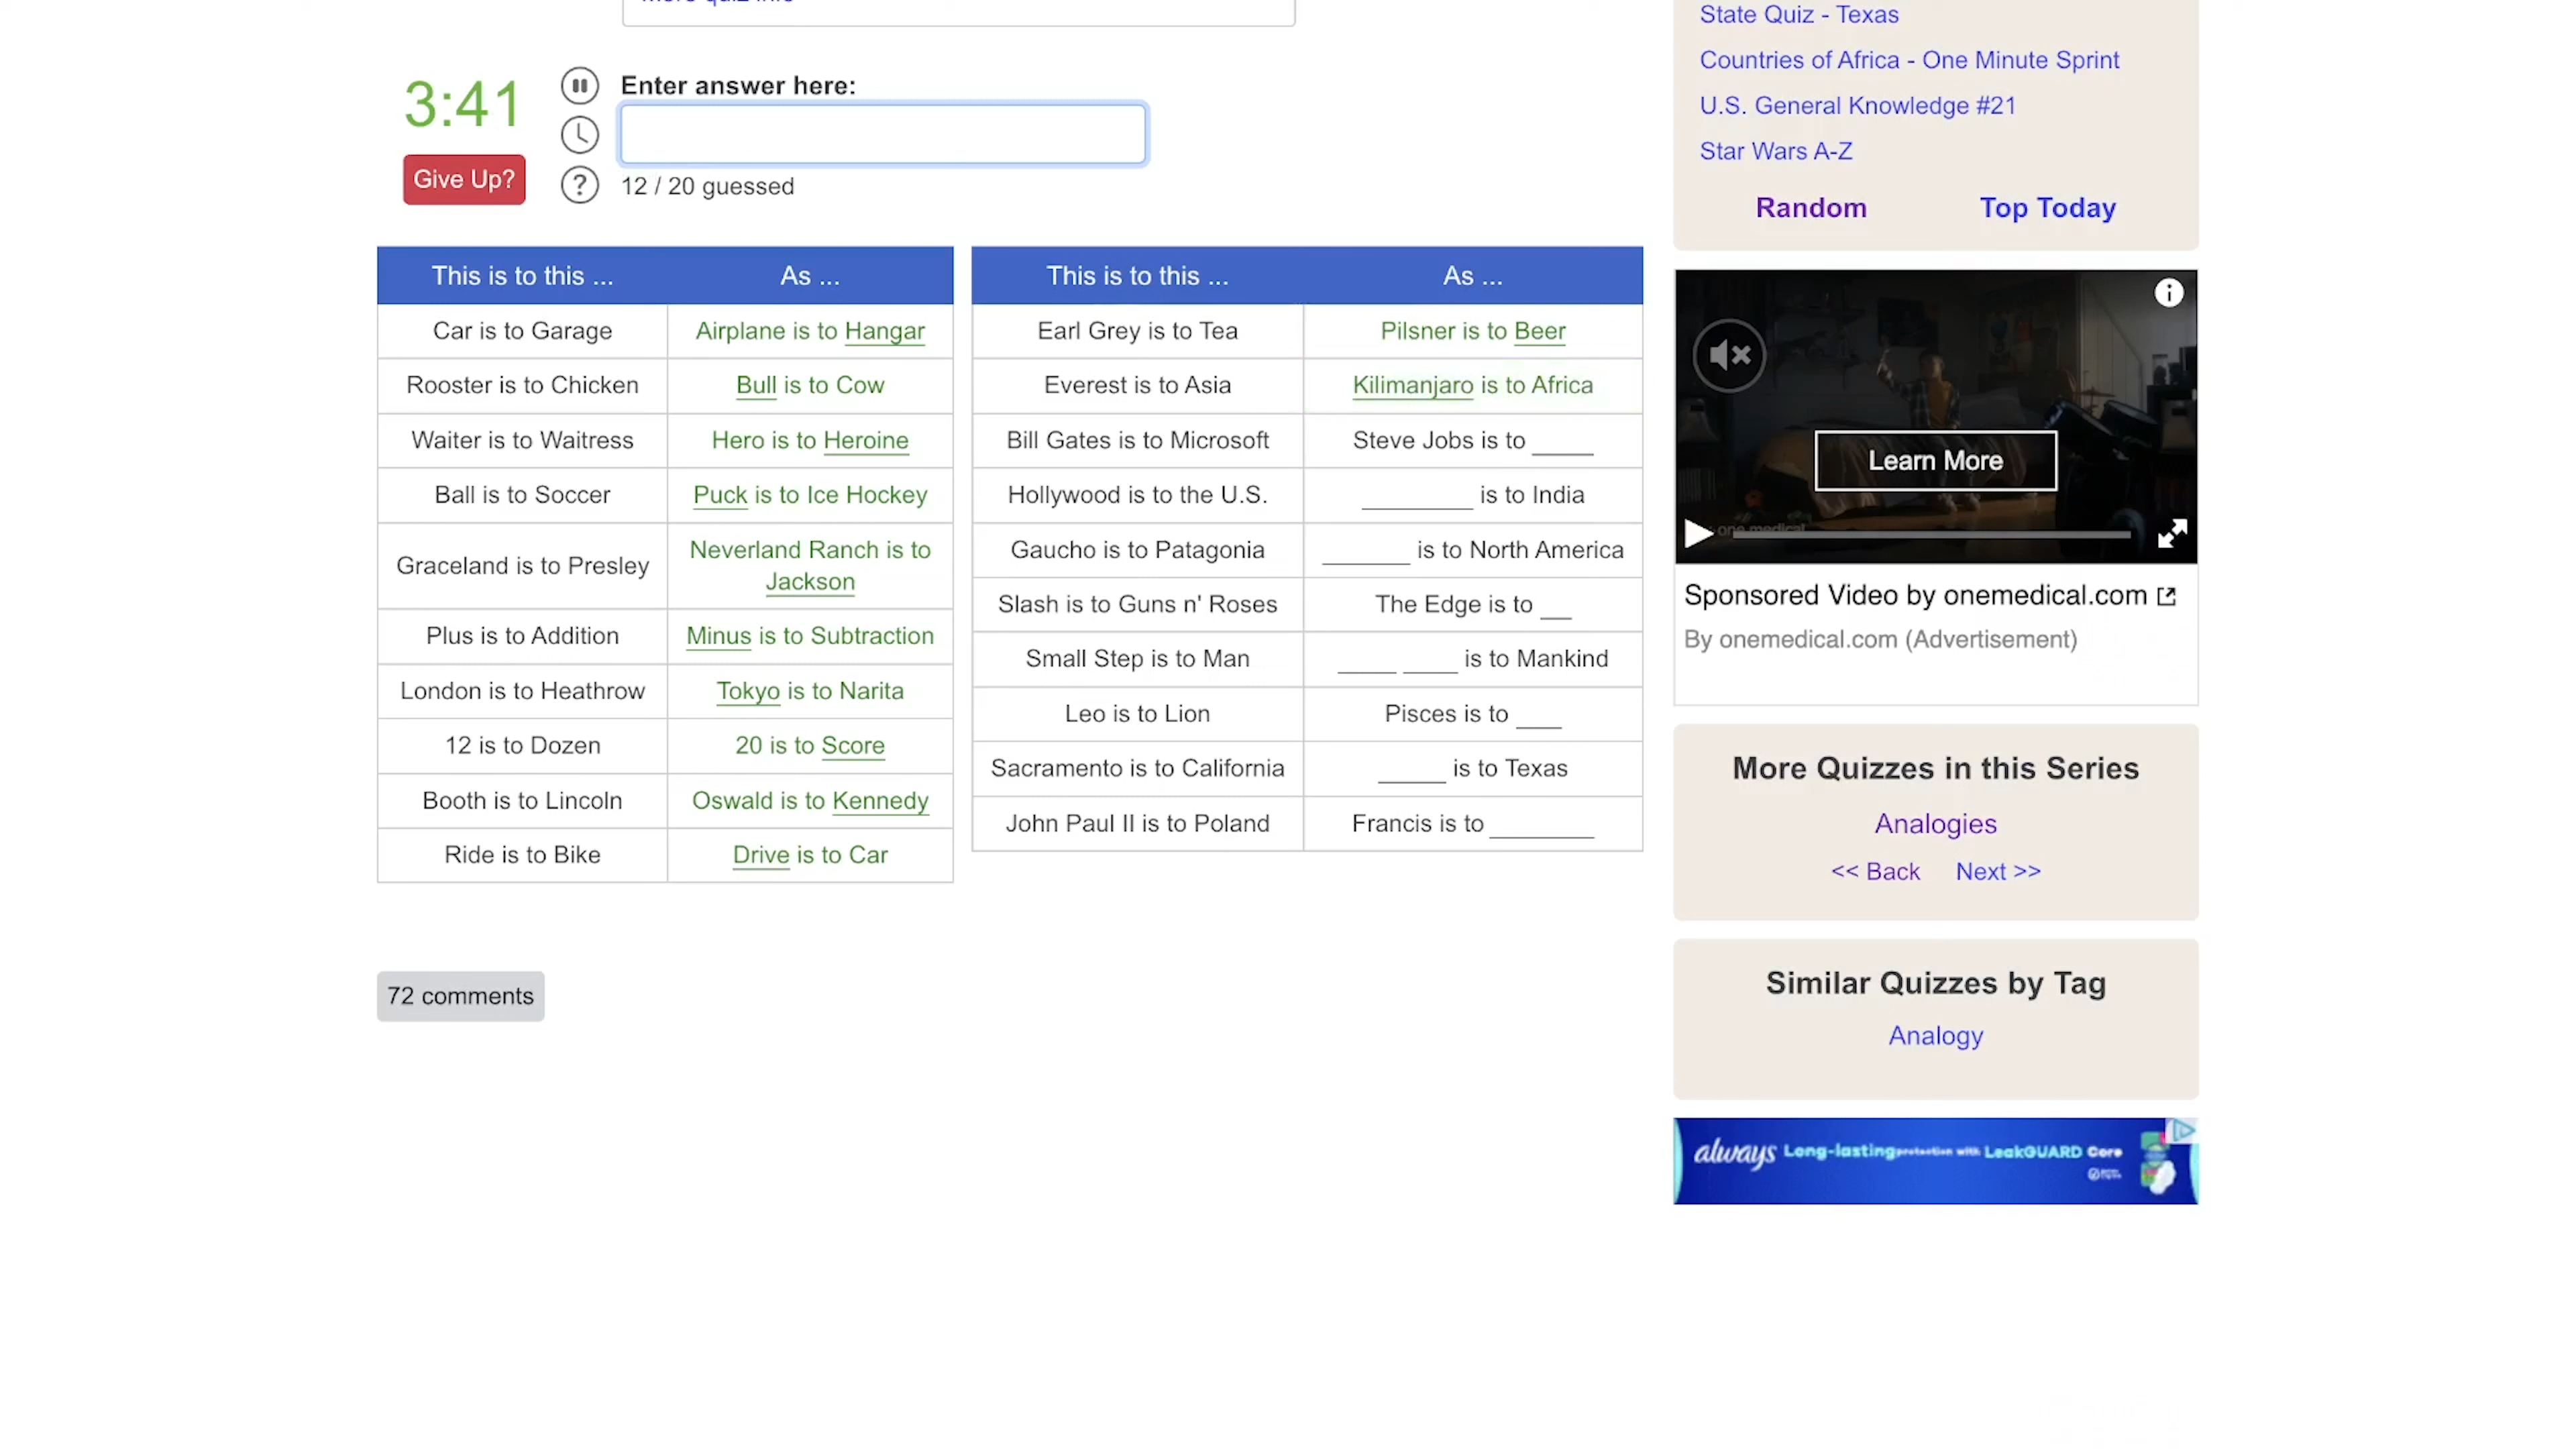 State Quiz - Texas
Countries of Africa - One Minute Sprint
U.S. General Knowledge #21
Star Wars A-Z
Random Top Today
3:41
Give Up?
Enter answer here:
12 / 20 guessed
This is to this ... As ...
Car is to Garage Airplane is to Hangar
Rooster is to Chicken Bull is to Cow
Waiter is to Waitress Hero is to Heroine
Ball is to Soccer Puck is to Ice Hockey
Graceland is to Presley Neverland Ranch is to
Jackson
Plus is to Addition Minus is to Subtraction
London is to Heathrow Tokyo is to Narita
12 is to Dozen 20 is to Score
Booth is to Lincoln Oswald is to Kennedy
Ride is to Bike Drive is to Car
This is to this ... As ...
Earl Grey is to Tea Pilsner is to Beer
Everest is to Asia Kilimanjaro is to Africa
Bill Gates is to Microsoft Steve Jobs is to _____
Hollywood is to the U.S. _________ is to India
Gaucho is to Patagonia _______ is to North America
Slash is to Guns n' Roses The Edge is to __
Small Step is to Man _____ ____ is to Mankind
Leo is to Lion Pisces is to ____
Sacramento is to California _____ is to Texas
John Paul II is to Poland Francis is to ________
72 comments
Learn More
one medical
Sponsored Video by onemedical.com
By onemedical.com (Advertisement)
More Quizzes in this Series
Analogies
<< Back Next >>
Similar Quizzes by Tag
Analogy
always Long-lasting protection with LeakGUARD Core